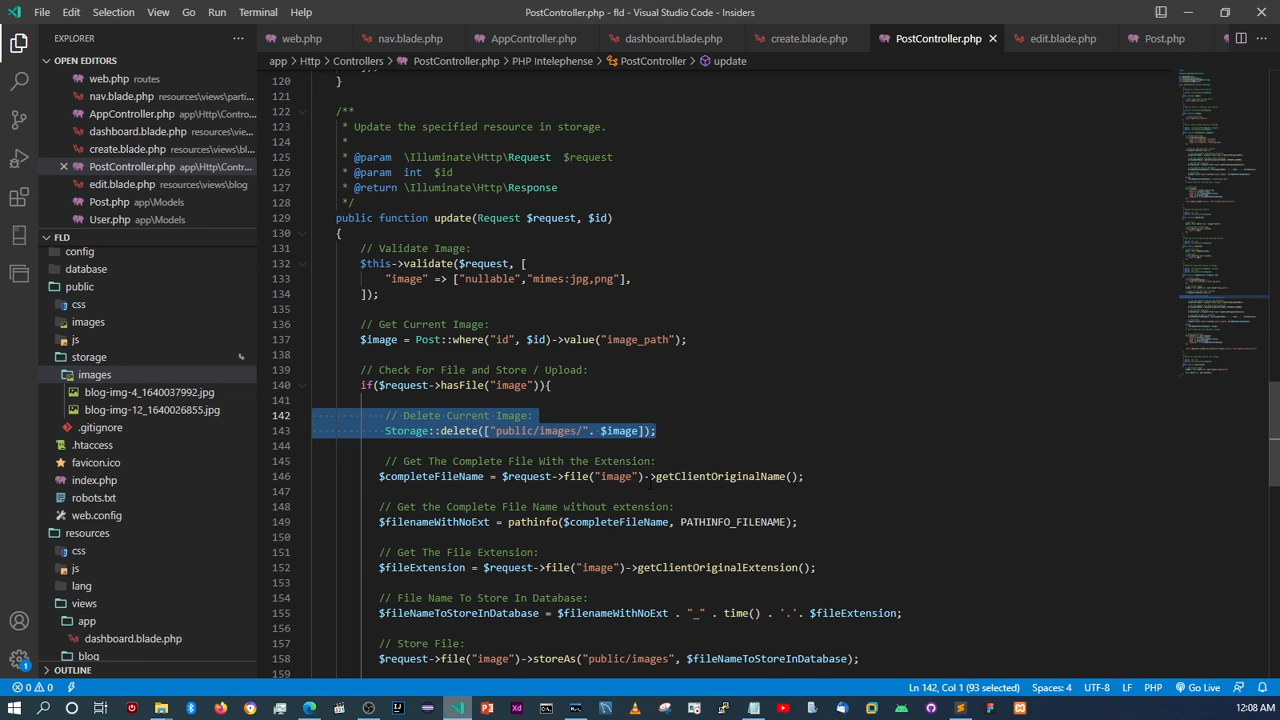 File Edit Selection View Go Run Terminal Help
PostController.php - fld - Visual Studio Code - Insiders
EXPLORER
OPEN EDITORS
web.php routes
nav.blade.php resources\views\parti...
AppController.php app\Http\Contr...
dashboard.blade.php resources\vie...
create.blade.php resources\views\bl...
PostController.php app\Http\Contr...
edit.blade.php resources\views\blog
Post.php app\Models
User.php app\Models
FLD
config
database
public
css
images
js
storage
images
blog-img-4_1640037992.jpg
blog-img-12_1640026855.jpg
.gitignore
.htaccess
favicon.ico
index.php
robots.txt
web.config
resources
css
js
lang
views
app
dashboard.blade.php
blog
OUTLINE
web.php nav.blade.php AppController.php dashboard.blade.php create.blade.php PostController.php edit.blade.php Post.php
app > Http > Controllers > PostController.php > PHP Intelephense > PostController > update
120 }
121
122 /**
123 * Update the specified resource in storage.
124 *
125 * @param \Illuminate\Http\Request $request
126 * @param int $id
127 * @return \Illuminate\Http\Response
128 */
129 public function update(Request $request, $id)
130 {
131 // Validate Image:
132 $this->validate($request, [
133 "image" => ["nullable","mimes:jpg,png"],
134 ]);
135
136 // Get Current Image Path:
137 $image = Post::where("id", $id)->value("image_path");
138
139 // Check For File Existence / Upload:
140 if($request->hasFile("image")){
141
142 // Delete Current Image:
143 Storage::delete(["public/images/". $image]);
144
145 // Get The Complete File With the Extension:
146 $completeFileName = $request->file("image")->getClientOriginalName();
147
148 // Get the Complete File Name without extension:
149 $filenameWithNoExt = pathinfo($completeFileName, PATHINFO_FILENAME);
150
151 // Get The File Extension:
152 $fileExtension = $request->file("image")->getClientOriginalExtension();
153
154 // File Name To Store In Database:
155 $fileNameToStoreInDatabase = $filenameWithNoExt . "_" . time() . '.'. $fileExtension;
156
157 // Store File:
158 $request->file("image")->storeAs("public/images", $fileNameToStoreInDatabase);
159
0 0 Ln 142, Col 1 (93 selected) Spaces: 4 UTF-8 LF PHP Go Live
12:08 AM